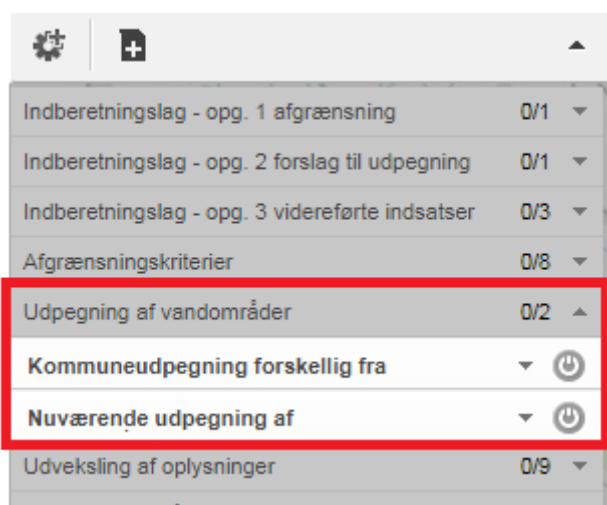 Indberetningslag - opg. 1 afgrænsning 0/1
Indberetningslag - opg. 2 forslag til udpegning 0/1
Indberetningslag - opg. 3 videreførte indsatser 0/3
Afgrænsningskriterier 0/8
Udpegning af vandområder 0/2
Kommuneudpegning forskellig fra
Nuværende udpegning af
Udveksling af oplysninger 0/9